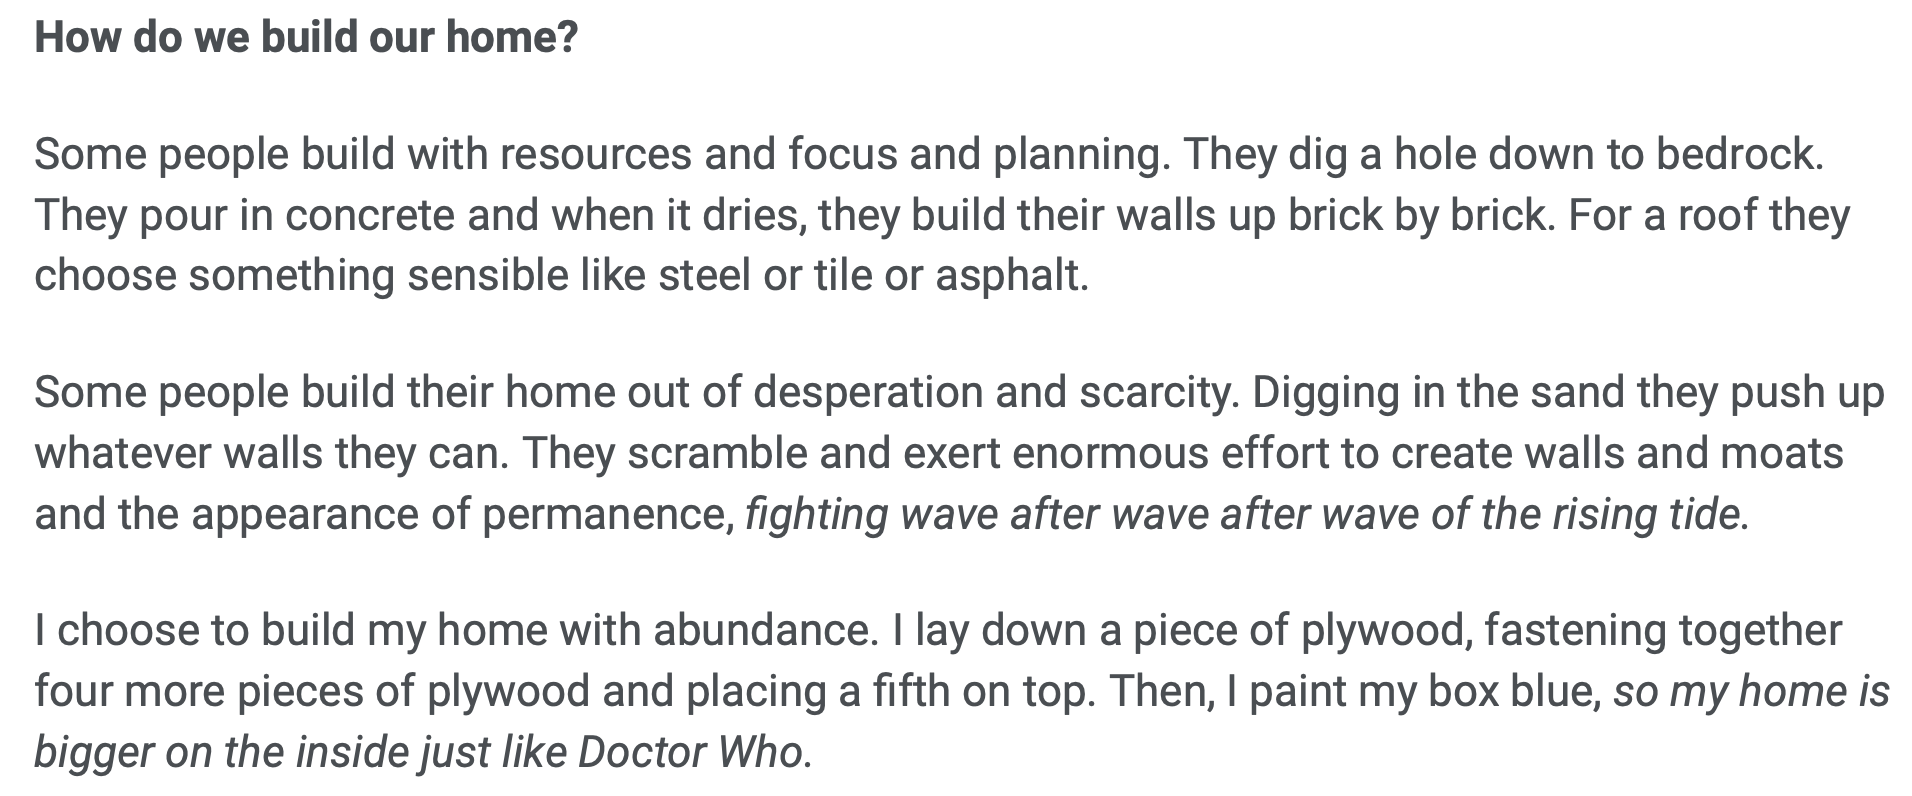 How do we build our home?
Some people build with resources and focus and planning. They dig a hole down to bedrock.
They pour in concrete and when it dries, they build their walls up brick by brick. For a roof they
choose something sensible like steel or tile or asphalt.
Some people build their home out of desperation and scarcity. Digging in the sand they push up
whatever walls they can. They scramble and exert enormous effort to create walls and moats
and the appearance of permanence, fighting wave after wave after wave of the rising tide.
I choose to build my home with abundance. I lay down a piece of plywood, fastening together
four more pieces of plywood and placing a fifth on top. Then, I paint my box blue, so my home is
bigger on the inside just like Doctor Who.